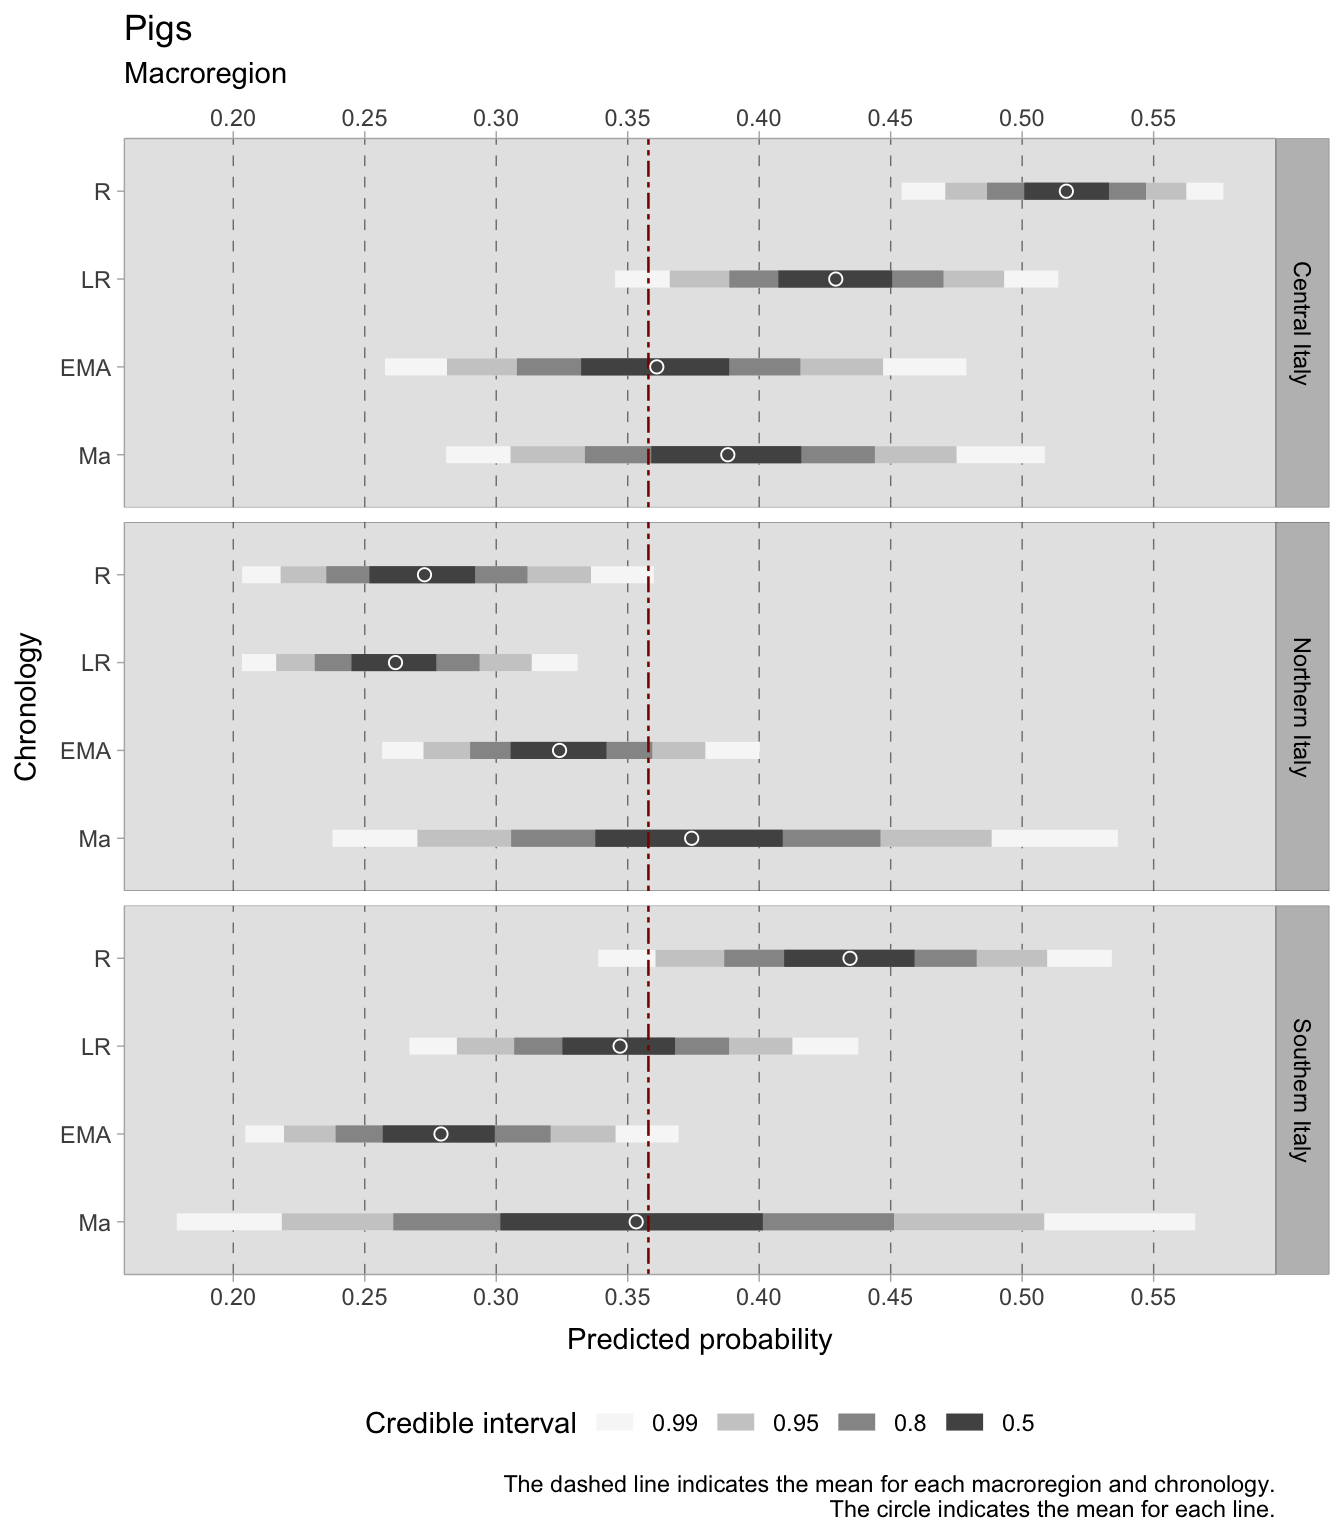 Pigs
Macroregion
0.20 0.25 0.30 0.35 0.40 0.45 0.50 0.55
R
LR
EMA
Ma
Central Italy
R
LR
EMA
Ma
Northern Italy
R
LR
EMA
Ma
Southern Italy
Chronology
0.20 0.25 0.30 0.35 0.40 0.45 0.50 0.55
Predicted probability
Credible interval 0.99 0.95 0.8 0.5
The dashed line indicates the mean for each macroregion and chronology.
The circle indicates the mean for each line.